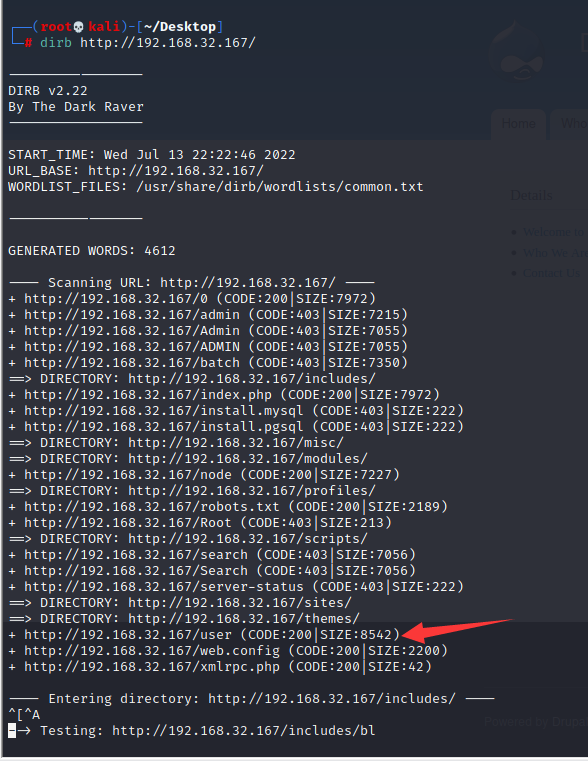 (root💀kali)-[~/Desktop]
# dirb http://192.168.32.167/
-----------------
DIRB v2.22
By The Dark Raver
-----------------
START_TIME: Wed Jul 13 22:22:46 2022
URL_BASE: http://192.168.32.167/
WORDLIST_FILES: /usr/share/dirb/wordlists/common.txt
-----------------
GENERATED WORDS: 4612
---- Scanning URL: http://192.168.32.167/ ----
+ http://192.168.32.167/0 (CODE:200|SIZE:7972)
+ http://192.168.32.167/admin (CODE:403|SIZE:7215)
+ http://192.168.32.167/Admin (CODE:403|SIZE:7055)
+ http://192.168.32.167/ADMIN (CODE:403|SIZE:7055)
+ http://192.168.32.167/batch (CODE:403|SIZE:7350)
==> DIRECTORY: http://192.168.32.167/includes/
+ http://192.168.32.167/index.php (CODE:200|SIZE:7972)
+ http://192.168.32.167/install.mysql (CODE:403|SIZE:222)
+ http://192.168.32.167/install.pgsql (CODE:403|SIZE:222)
==> DIRECTORY: http://192.168.32.167/misc/
==> DIRECTORY: http://192.168.32.167/modules/
+ http://192.168.32.167/node (CODE:200|SIZE:7227)
==> DIRECTORY: http://192.168.32.167/profiles/
+ http://192.168.32.167/robots.txt (CODE:200|SIZE:2189)
+ http://192.168.32.167/Root (CODE:403|SIZE:213)
==> DIRECTORY: http://192.168.32.167/scripts/
+ http://192.168.32.167/search (CODE:403|SIZE:7056)
+ http://192.168.32.167/Search (CODE:403|SIZE:7056)
+ http://192.168.32.167/server-status (CODE:403|SIZE:222)
==> DIRECTORY: http://192.168.32.167/sites/
==> DIRECTORY: http://192.168.32.167/themes/
+ http://192.168.32.167/user (CODE:200|SIZE:8542)
+ http://192.168.32.167/web.config (CODE:200|SIZE:2200)
+ http://192.168.32.167/xmlrpc.php (CODE:200|SIZE:42)
---- Entering directory: http://192.168.32.167/includes/ ----
^[^A
--> Testing: http://192.168.32.167/includes/bl
Home
Who
Details
Welcome to
Who We
Contact Us
Powered by